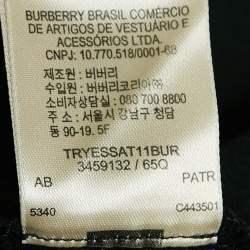 BURBERRY BRASIL COMÉRCIO
DE ARTIGOS DE VESTUÁRIO E
ACESSÓRIOS LTDA.
CNPJ: 10.770.518/0001-68
제조원 : 버버리
수입원 : 버버리코리아(주)
소비자상담실: 080 700 8800
주소: 서울시 강남구 청담
동 90-19. 5F
TRYESSAT11BUR
3459132 / 65Q
AB PATR
5340 C443501